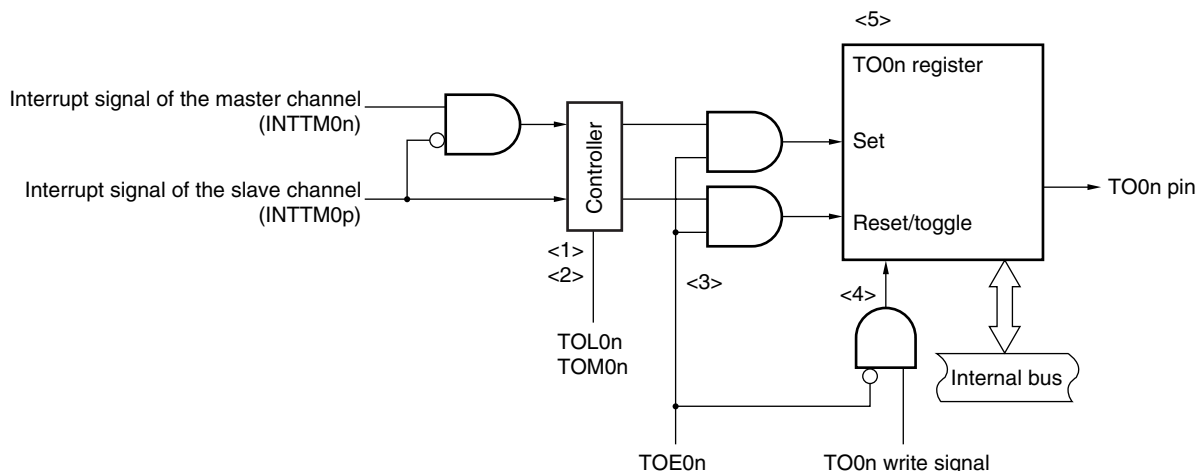 <5>
TO0n register
Interrupt signal of the master channel
(INTTM0n)
Set
Interrupt signal of the slave channel
(INTTM0p)
Controller
TO0n pin
Reset/toggle
<1>
<2>
<3>
<4>
TOL0n
TOM0n
Internal bus
TOE0n
TO0n write signal